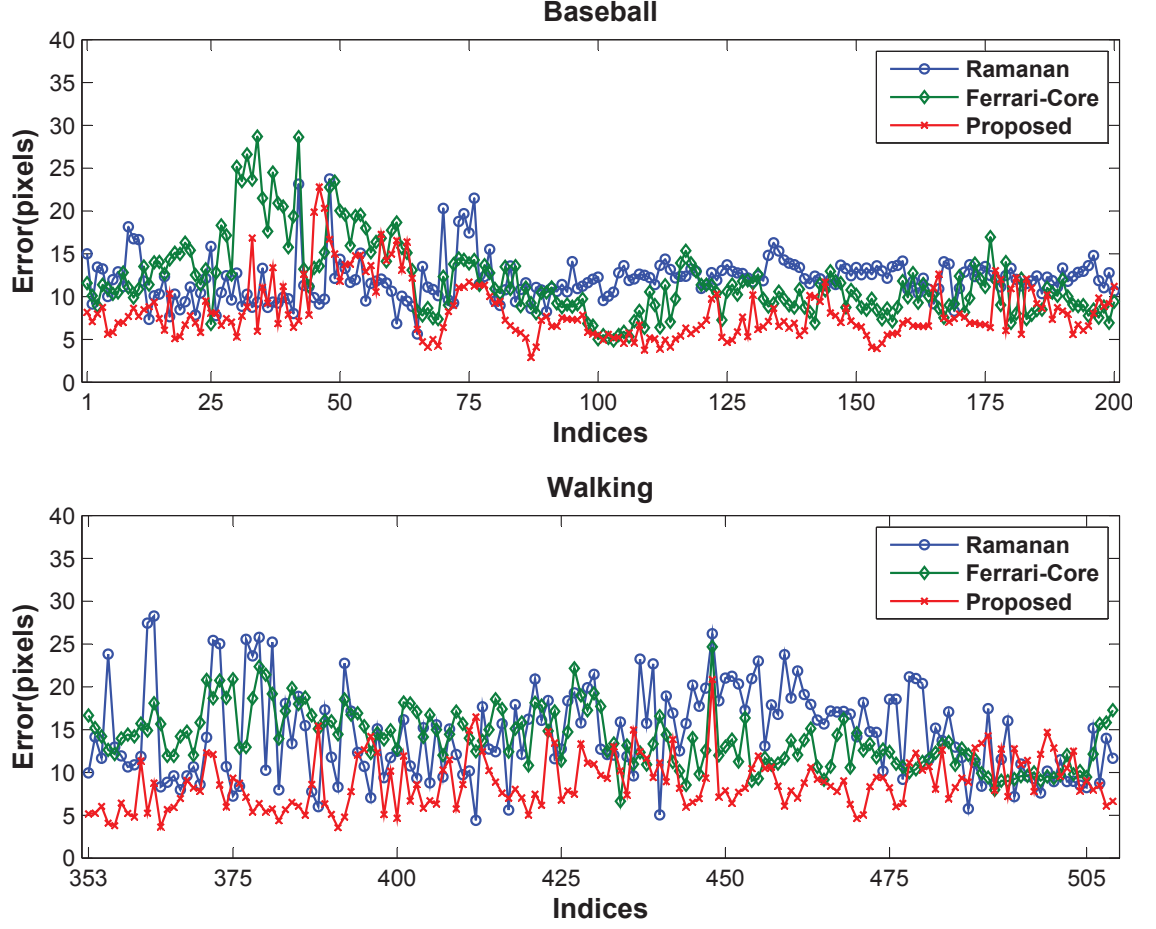 Baseball
40
35
30
25
20
15
10
5
0
Error(pixels)
Ramanan
Ferrari-Core
Proposed
1 25 50 75 100 125 150 175 200
Indices
Walking
40
35
30
25
20
15
10
5
0
Error(pixels)
Ramanan
Ferrari-Core
Proposed
353 375 400 425 450 475 505
Indices